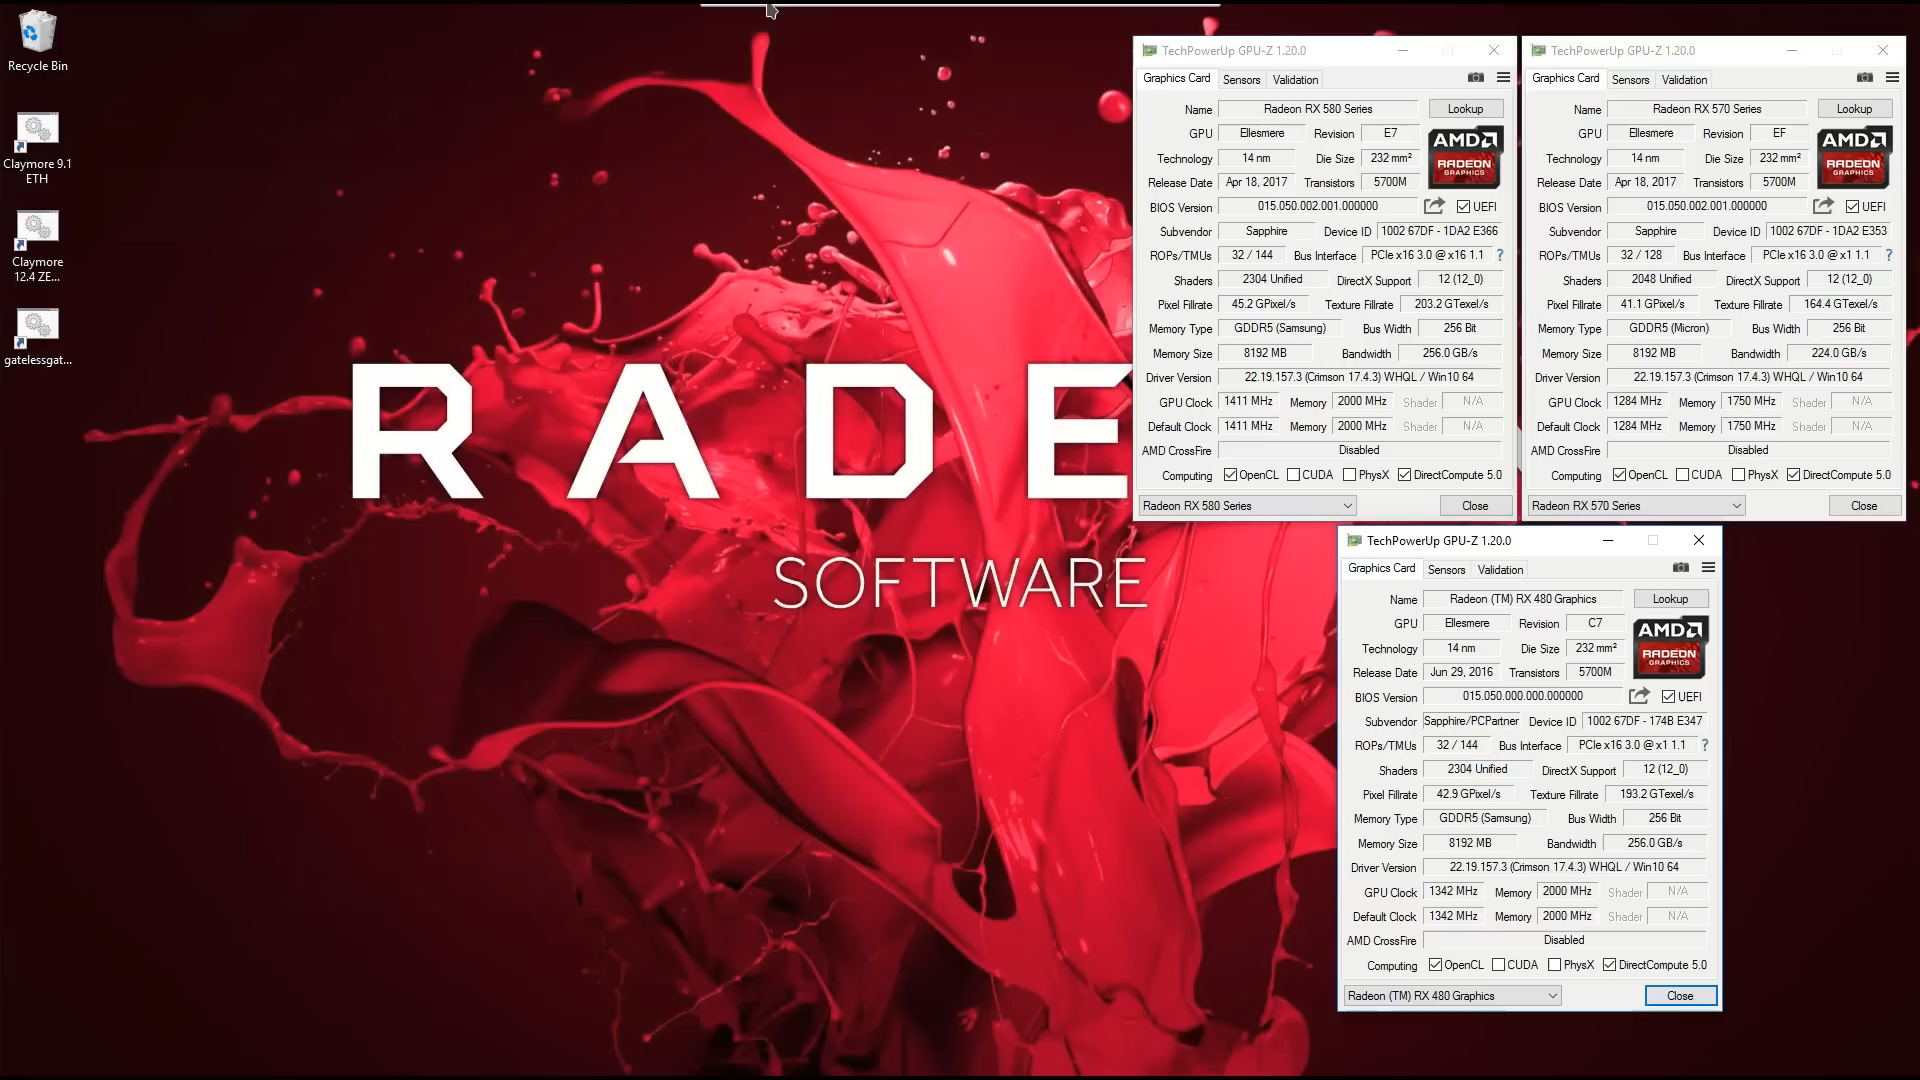 Recycle Bin
Claymore 9.1
ETH
Claymore
12.4 ZE...
gatelessgat...
RADE
SOFTWARE
TechPowerUp GPU-Z 1.20.0
Graphics Card Sensors Validation
Name Radeon RX 580 Series Lookup
GPU Ellesmere Revision E7
AMD
RADEON
GRAPHICS
Technology 14 nm Die Size 232 mm²
Release Date Apr 18, 2017 Transistors 5700M
BIOS Version 015.050.002.001.000000 UEFI
Subvendor Sapphire Device ID 1002 67DF - 1DA2 E366
ROPs/TMUs 32 / 144 Bus Interface PCIe x16 3.0 @ x16 1.1 ?
Shaders 2304 Unified DirectX Support 12 (12_0)
Pixel Fillrate 45.2 GPixel/s Texture Fillrate 203.2 GTexel/s
Memory Type GDDR5 (Samsung) Bus Width 256 Bit
Memory Size 8192 MB Bandwidth 256.0 GB/s
Driver Version 22.19.157.3 (Crimson 17.4.3) WHQL / Win10 64
GPU Clock 1411 MHz Memory 2000 MHz Shader N/A
Default Clock 1411 MHz Memory 2000 MHz Shader N/A
AMD CrossFire Disabled
Computing OpenCL CUDA PhysX DirectCompute 5.0
Radeon RX 580 Series Close
TechPowerUp GPU-Z 1.20.0
Graphics Card Sensors Validation
Name Radeon RX 570 Series Lookup
GPU Ellesmere Revision EF
AMD
RADEON
GRAPHICS
Technology 14 nm Die Size 232 mm²
Release Date Apr 18, 2017 Transistors 5700M
BIOS Version 015.050.002.001.000000 UEFI
Subvendor Sapphire Device ID 1002 67DF - 1DA2 E353
ROPs/TMUs 32 / 128 Bus Interface PCIe x16 3.0 @ x1 1.1 ?
Shaders 2048 Unified DirectX Support 12 (12_0)
Pixel Fillrate 41.1 GPixel/s Texture Fillrate 164.4 GTexel/s
Memory Type GDDR5 (Micron) Bus Width 256 Bit
Memory Size 8192 MB Bandwidth 224.0 GB/s
Driver Version 22.19.157.3 (Crimson 17.4.3) WHQL / Win10 64
GPU Clock 1284 MHz Memory 1750 MHz Shader N/A
Default Clock 1284 MHz Memory 1750 MHz Shader N/A
AMD CrossFire Disabled
Computing OpenCL CUDA PhysX DirectCompute 5.0
Radeon RX 570 Series Close
TechPowerUp GPU-Z 1.20.0
Graphics Card Sensors Validation
Name Radeon (TM) RX 480 Graphics Lookup
GPU Ellesmere Revision C7
AMD
RADEON
GRAPHICS
Technology 14 nm Die Size 232 mm²
Release Date Jun 29, 2016 Transistors 5700M
BIOS Version 015.050.000.000.000000 UEFI
Subvendor Sapphire/PCPartner Device ID 1002 67DF - 174B E347
ROPs/TMUs 32 / 144 Bus Interface PCIe x16 3.0 @ x1 1.1 ?
Shaders 2304 Unified DirectX Support 12 (12_0)
Pixel Fillrate 42.9 GPixel/s Texture Fillrate 193.2 GTexel/s
Memory Type GDDR5 (Samsung) Bus Width 256 Bit
Memory Size 8192 MB Bandwidth 256.0 GB/s
Driver Version 22.19.157.3 (Crimson 17.4.3) WHQL / Win10 64
GPU Clock 1342 MHz Memory 2000 MHz Shader N/A
Default Clock 1342 MHz Memory 2000 MHz Shader N/A
AMD CrossFire Disabled
Computing OpenCL CUDA PhysX DirectCompute 5.0
Radeon (TM) RX 480 Graphics Close